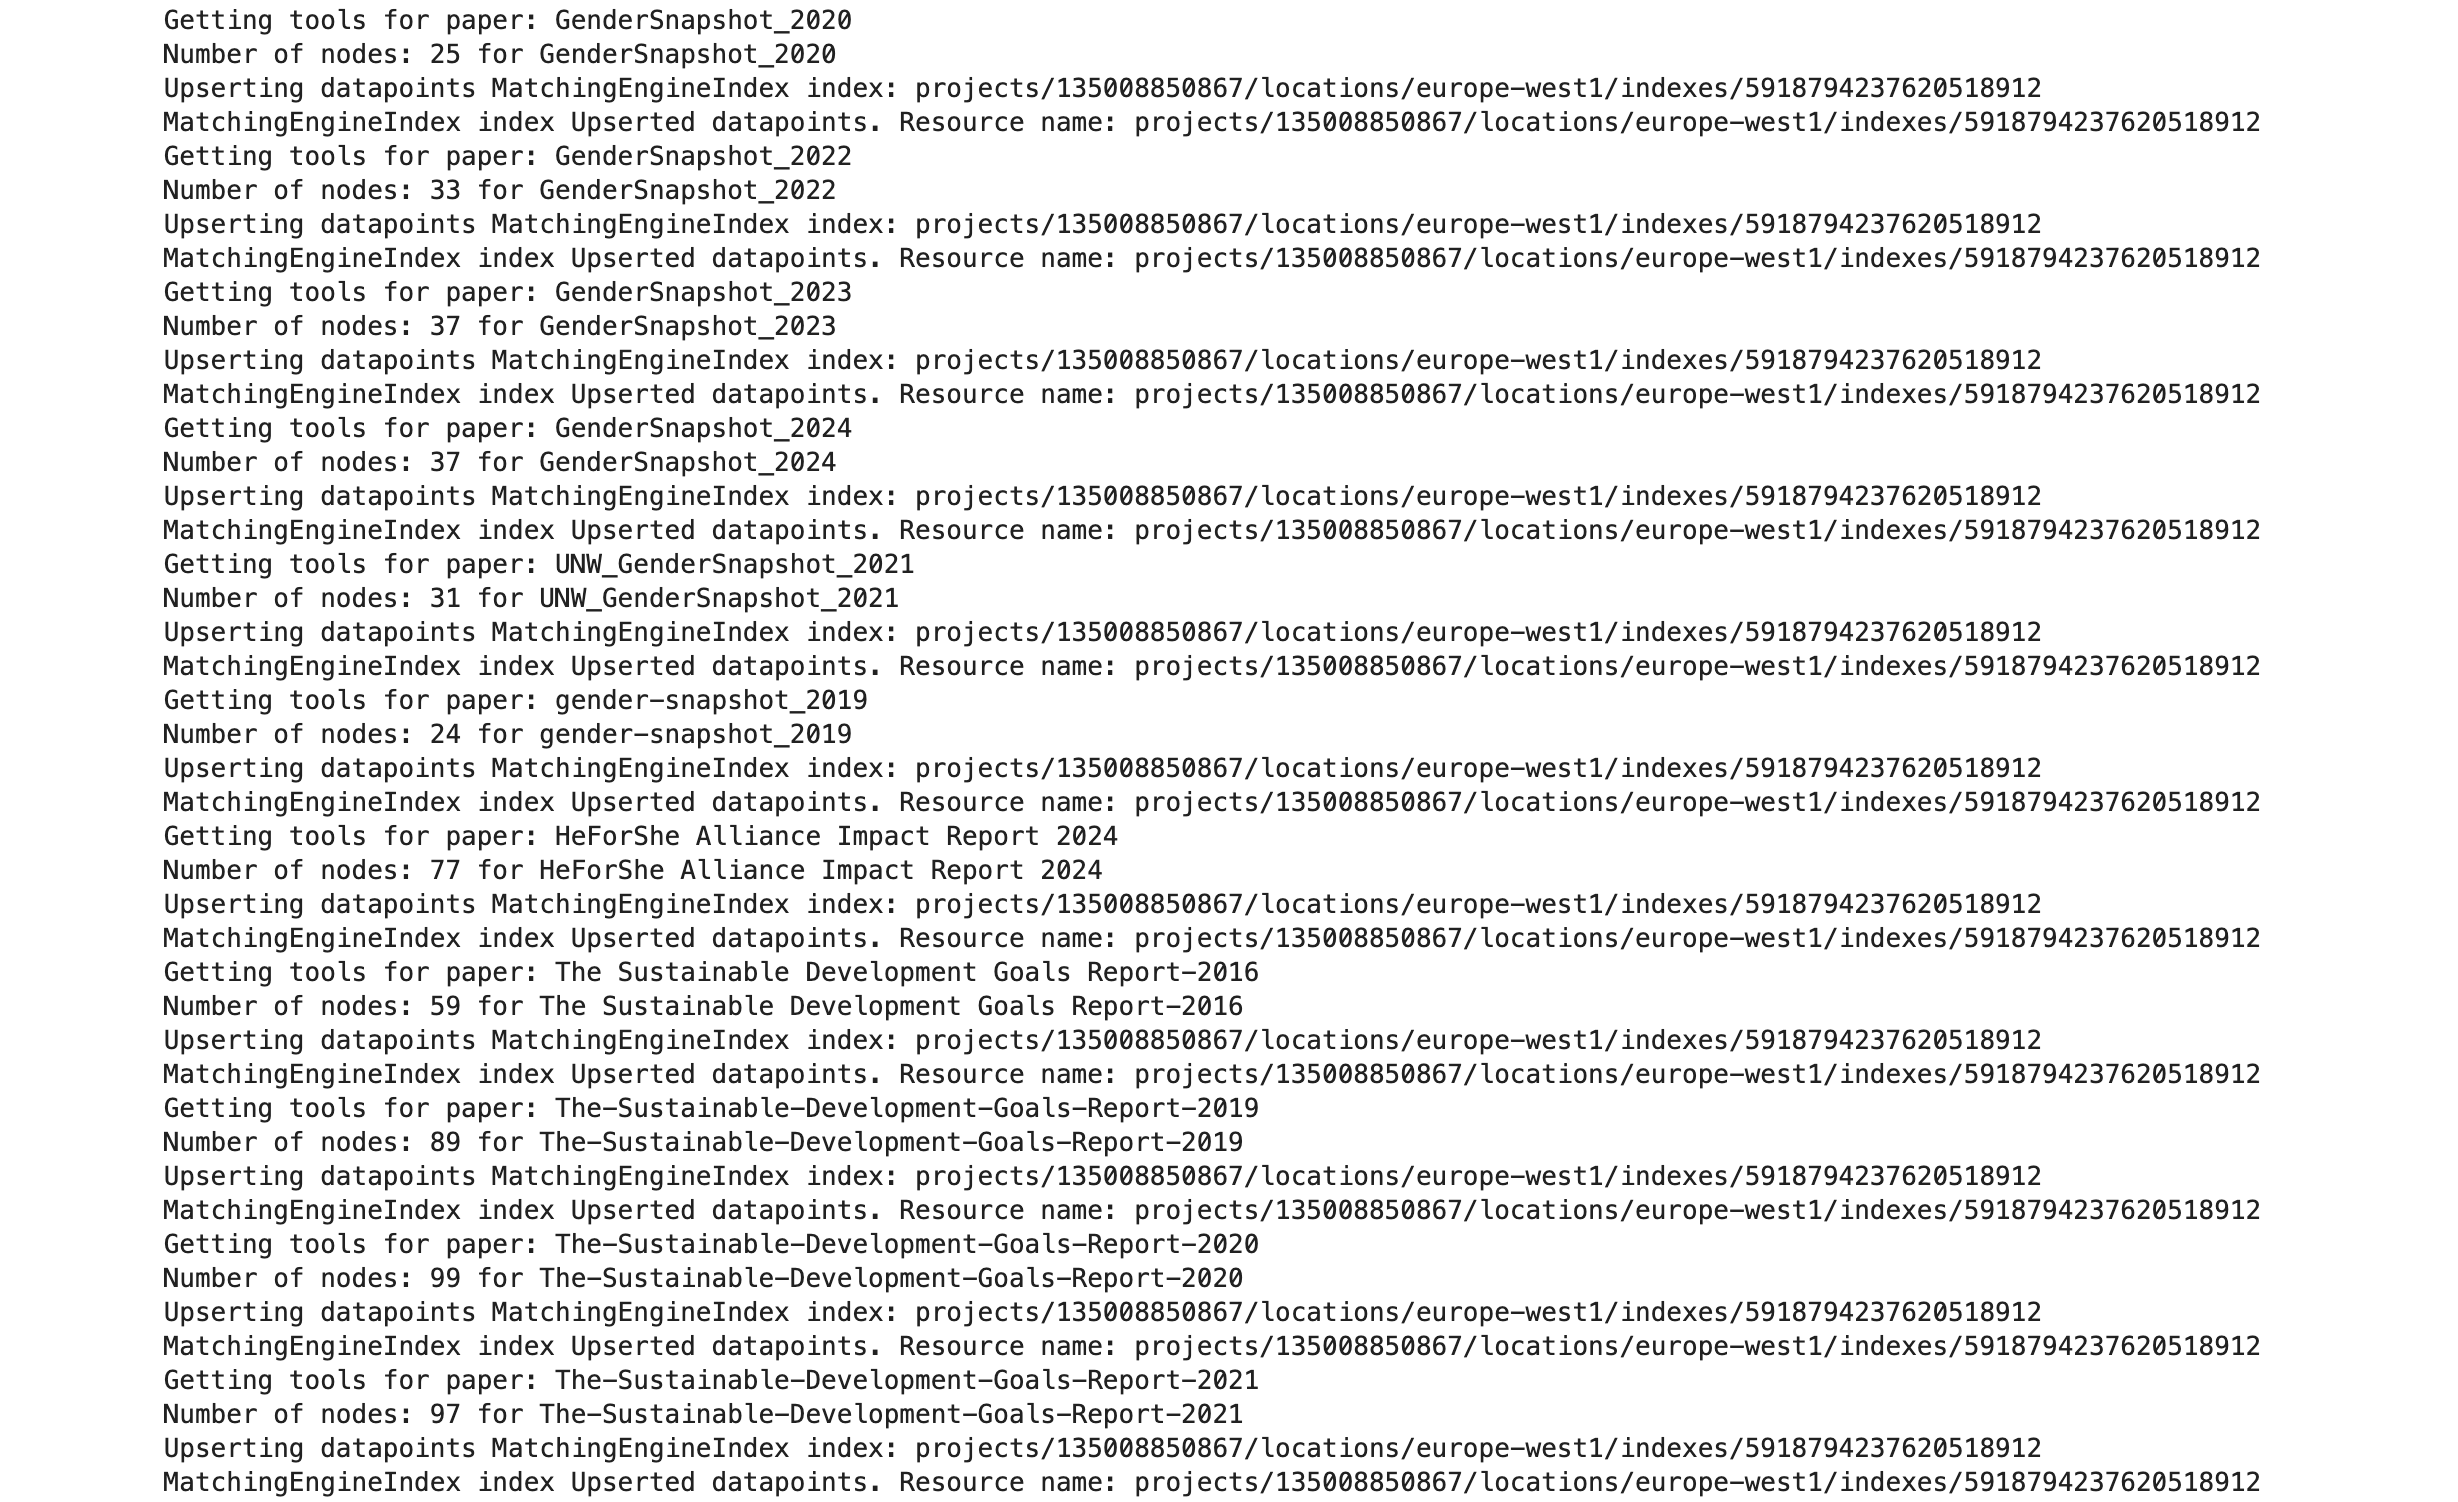 Getting tools for paper: GenderSnapshot_2020
Number of nodes: 25 for GenderSnapshot_2020
Upserting datapoints MatchingEngineIndex index: projects/135008850867/locations/europe-west1/indexes/5918794237620518912
MatchingEngineIndex index Upserted datapoints. Resource name: projects/135008850867/locations/europe-west1/indexes/5918794237620518912
Getting tools for paper: GenderSnapshot_2022
Number of nodes: 33 for GenderSnapshot_2022
Upserting datapoints MatchingEngineIndex index: projects/135008850867/locations/europe-west1/indexes/5918794237620518912
MatchingEngineIndex index Upserted datapoints. Resource name: projects/135008850867/locations/europe-west1/indexes/5918794237620518912
Getting tools for paper: GenderSnapshot_2023
Number of nodes: 37 for GenderSnapshot_2023
Upserting datapoints MatchingEngineIndex index: projects/135008850867/locations/europe-west1/indexes/5918794237620518912
MatchingEngineIndex index Upserted datapoints. Resource name: projects/135008850867/locations/europe-west1/indexes/5918794237620518912
Getting tools for paper: GenderSnapshot_2024
Number of nodes: 37 for GenderSnapshot_2024
Upserting datapoints MatchingEngineIndex index: projects/135008850867/locations/europe-west1/indexes/5918794237620518912
MatchingEngineIndex index Upserted datapoints. Resource name: projects/135008850867/locations/europe-west1/indexes/5918794237620518912
Getting tools for paper: UNW_GenderSnapshot_2021
Number of nodes: 31 for UNW_GenderSnapshot_2021
Upserting datapoints MatchingEngineIndex index: projects/135008850867/locations/europe-west1/indexes/5918794237620518912
MatchingEngineIndex index Upserted datapoints. Resource name: projects/135008850867/locations/europe-west1/indexes/5918794237620518912
Getting tools for paper: gender-snapshot_2019
Number of nodes: 24 for gender-snapshot_2019
Upserting datapoints MatchingEngineIndex index: projects/135008850867/locations/europe-west1/indexes/5918794237620518912
MatchingEngineIndex index Upserted datapoints. Resource name: projects/135008850867/locations/europe-west1/indexes/5918794237620518912
Getting tools for paper: HeForShe Alliance Impact Report 2024
Number of nodes: 77 for HeForShe Alliance Impact Report 2024
Upserting datapoints MatchingEngineIndex index: projects/135008850867/locations/europe-west1/indexes/5918794237620518912
MatchingEngineIndex index Upserted datapoints. Resource name: projects/135008850867/locations/europe-west1/indexes/5918794237620518912
Getting tools for paper: The Sustainable Development Goals Report-2016
Number of nodes: 59 for The Sustainable Development Goals Report-2016
Upserting datapoints MatchingEngineIndex index: projects/135008850867/locations/europe-west1/indexes/5918794237620518912
MatchingEngineIndex index Upserted datapoints. Resource name: projects/135008850867/locations/europe-west1/indexes/5918794237620518912
Getting tools for paper: The-Sustainable-Development-Goals-Report-2019
Number of nodes: 89 for The-Sustainable-Development-Goals-Report-2019
Upserting datapoints MatchingEngineIndex index: projects/135008850867/locations/europe-west1/indexes/5918794237620518912
MatchingEngineIndex index Upserted datapoints. Resource name: projects/135008850867/locations/europe-west1/indexes/5918794237620518912
Getting tools for paper: The-Sustainable-Development-Goals-Report-2020
Number of nodes: 99 for The-Sustainable-Development-Goals-Report-2020
Upserting datapoints MatchingEngineIndex index: projects/135008850867/locations/europe-west1/indexes/5918794237620518912
MatchingEngineIndex index Upserted datapoints. Resource name: projects/135008850867/locations/europe-west1/indexes/5918794237620518912
Getting tools for paper: The-Sustainable-Development-Goals-Report-2021
Number of nodes: 97 for The-Sustainable-Development-Goals-Report-2021
Upserting datapoints MatchingEngineIndex index: projects/135008850867/locations/europe-west1/indexes/5918794237620518912
MatchingEngineIndex index Upserted datapoints. Resource name: projects/135008850867/locations/europe-west1/indexes/5918794237620518912